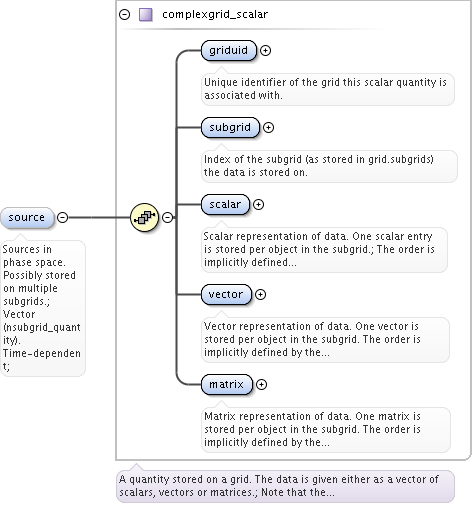 complexgrid_scalar
griduid
Unique identifier of the grid this scalar quantity is
associated with.
subgrid
Index of the subgrid (as stored in grid.subgrids)
the data is stored on.
scalar
Scalar representation of data. One scalar entry
is stored per object in the subgrid.; The order is
implicitly defined...
source
Sources in
phase space.
Possibly stored
on multiple
subgrids.;
Vector
(nsubgrid_quant
ity).
Time-dependen
t;
vector
Vector representation of data. One vector is
stored per object in the subgrid. The order is
implicitly defined by the...
matrix
Matrix representation of data. One matrix is
stored per object in the subgrid. The order is
implicitly defined by the...
A quantity stored on a grid. The data is given either as a vector of
scalars, vectors or matrices.; Note that the...